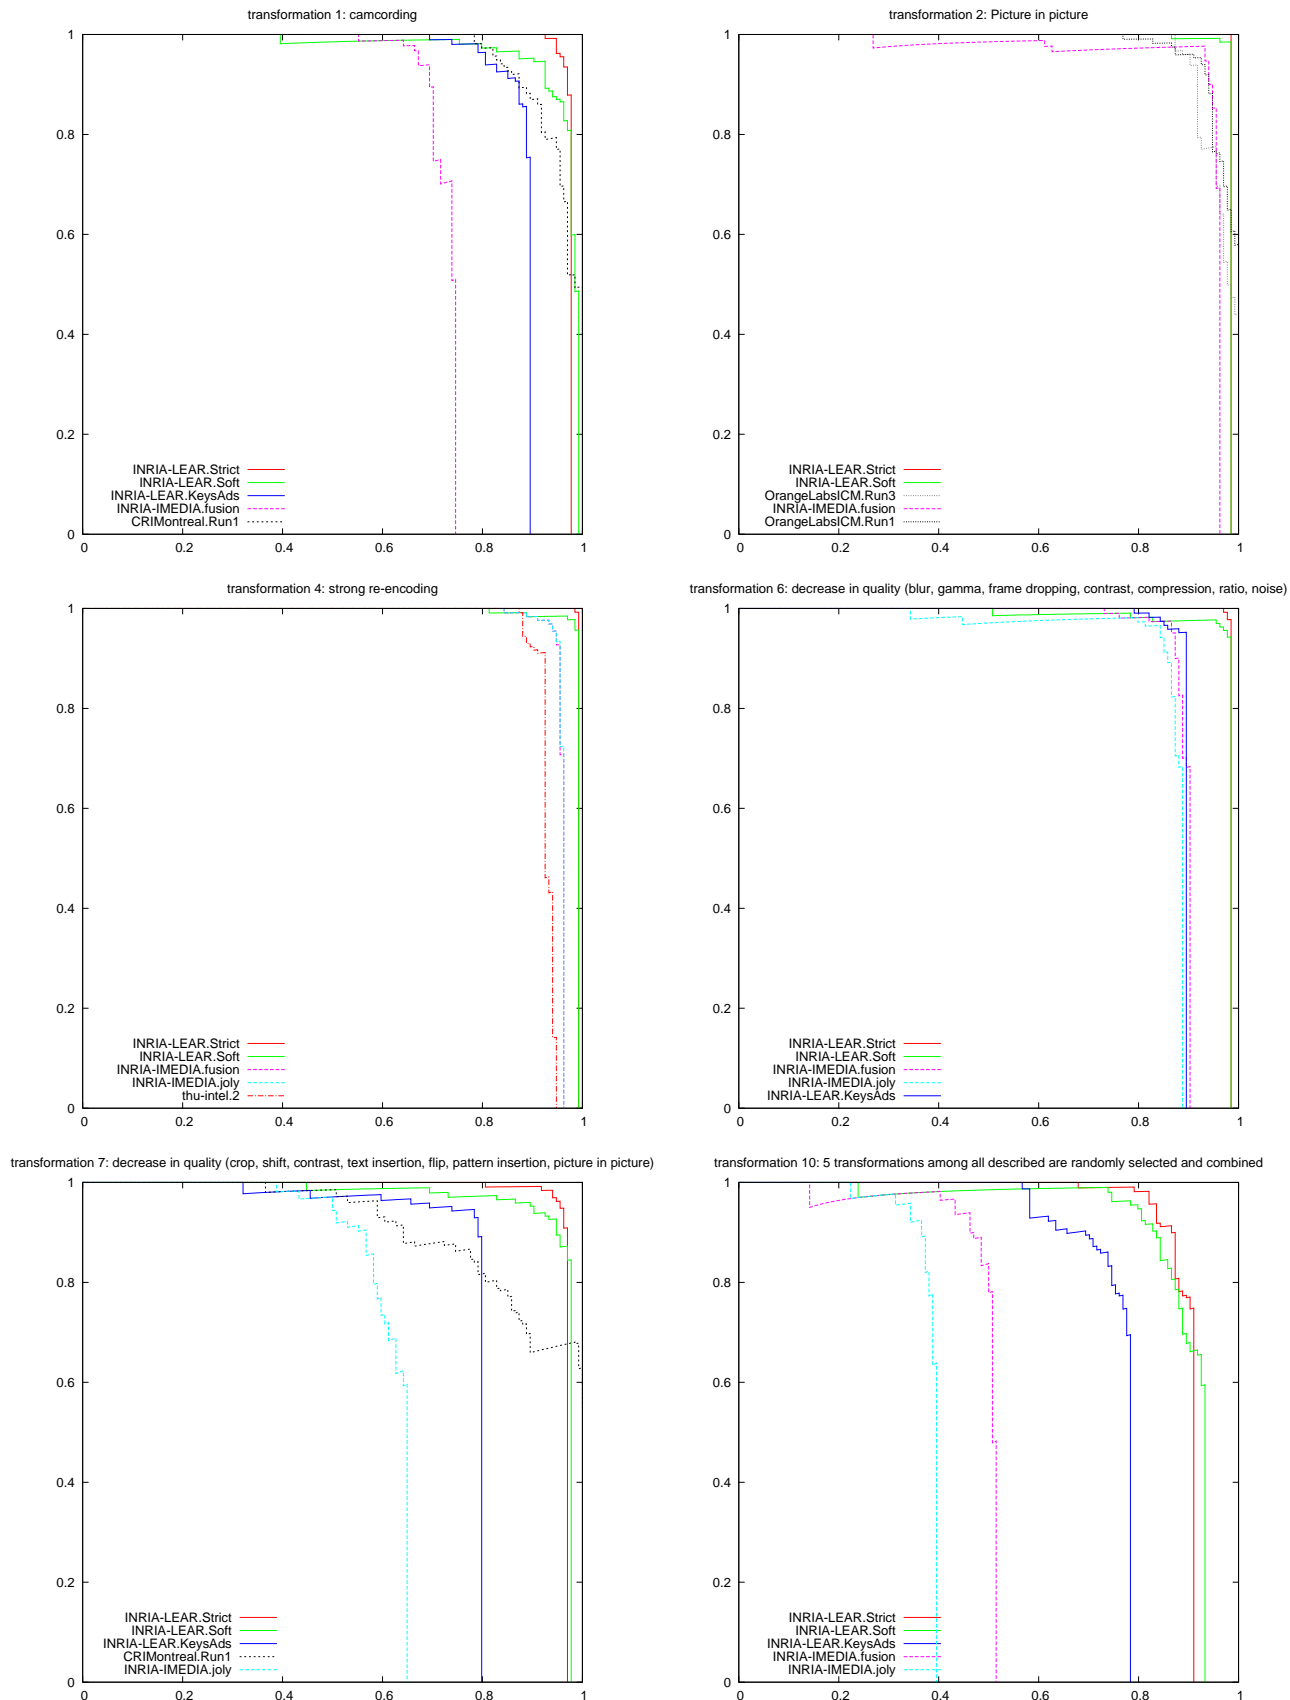 transformation 1: camcording
1
0.8
0.6
0.4
0.2
0
INRIA-LEAR.Strict
INRIA-LEAR.Soft
INRIA-LEAR.KeysAds
INRIA-IMEDIA.fusion
CRIMontreal.Run1
0 0.2 0.4 0.6 0.8 1
transformation 2: Picture in picture
1
0.8
0.6
0.4
0.2
0
INRIA-LEAR.Strict
INRIA-LEAR.Soft
OrangeLabsICM.Run3
INRIA-IMEDIA.fusion
OrangeLabsICM.Run1
0 0.2 0.4 0.6 0.8 1
transformation 4: strong re-encoding
1
0.8
0.6
0.4
0.2
0
INRIA-LEAR.Strict
INRIA-LEAR.Soft
INRIA-IMEDIA.fusion
INRIA-IMEDIA.joly
thu-intel.2
0 0.2 0.4 0.6 0.8 1
transformation 6: decrease in quality (blur, gamma, frame dropping, contrast, compression, ratio, noise)
1
0.8
0.6
0.4
0.2
0
INRIA-LEAR.Strict
INRIA-LEAR.Soft
INRIA-IMEDIA.fusion
INRIA-IMEDIA.joly
INRIA-LEAR.KeysAds
0 0.2 0.4 0.6 0.8 1
transformation 7: decrease in quality (crop, shift, contrast, text insertion, flip, pattern insertion, picture in picture)
1
0.8
0.6
0.4
0.2
0
INRIA-LEAR.Strict
INRIA-LEAR.Soft
INRIA-LEAR.KeysAds
CRIMontreal.Run1
INRIA-IMEDIA.joly
0 0.2 0.4 0.6 0.8 1
transformation 10: 5 transformations among all described are randomly selected and combined
1
0.8
0.6
0.4
0.2
0
INRIA-LEAR.Strict
INRIA-LEAR.Soft
INRIA-LEAR.KeysAds
INRIA-IMEDIA.fusion
INRIA-IMEDIA.joly
0 0.2 0.4 0.6 0.8 1